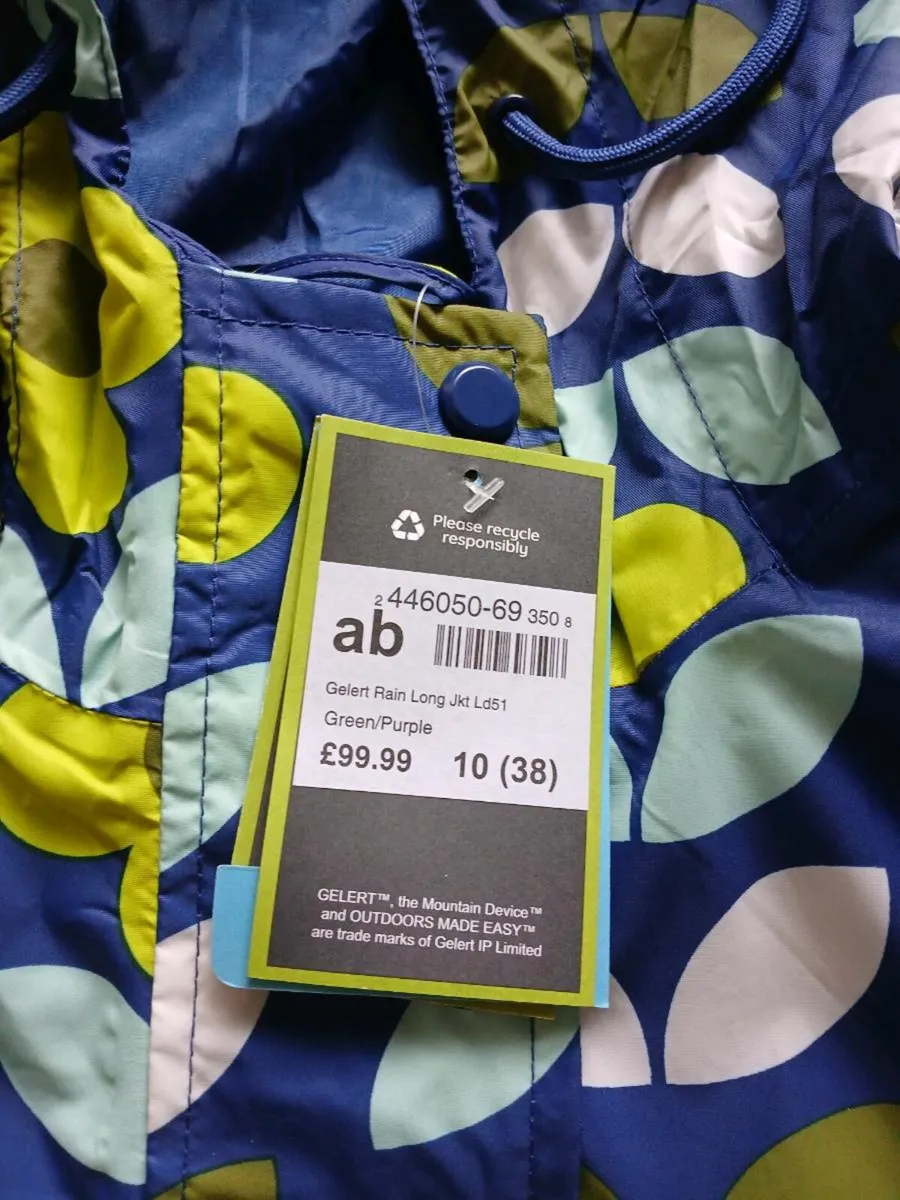 Please recycle
responsibly
2 446050-69 350 8
ab
Gelert Rain Long Jkt Ld51
Green/Purple
£99.99 10 (38)
GELERT™, the Mountain Device™
and OUTDOORS MADE EASY™
are trade marks of Gelert IP Limited